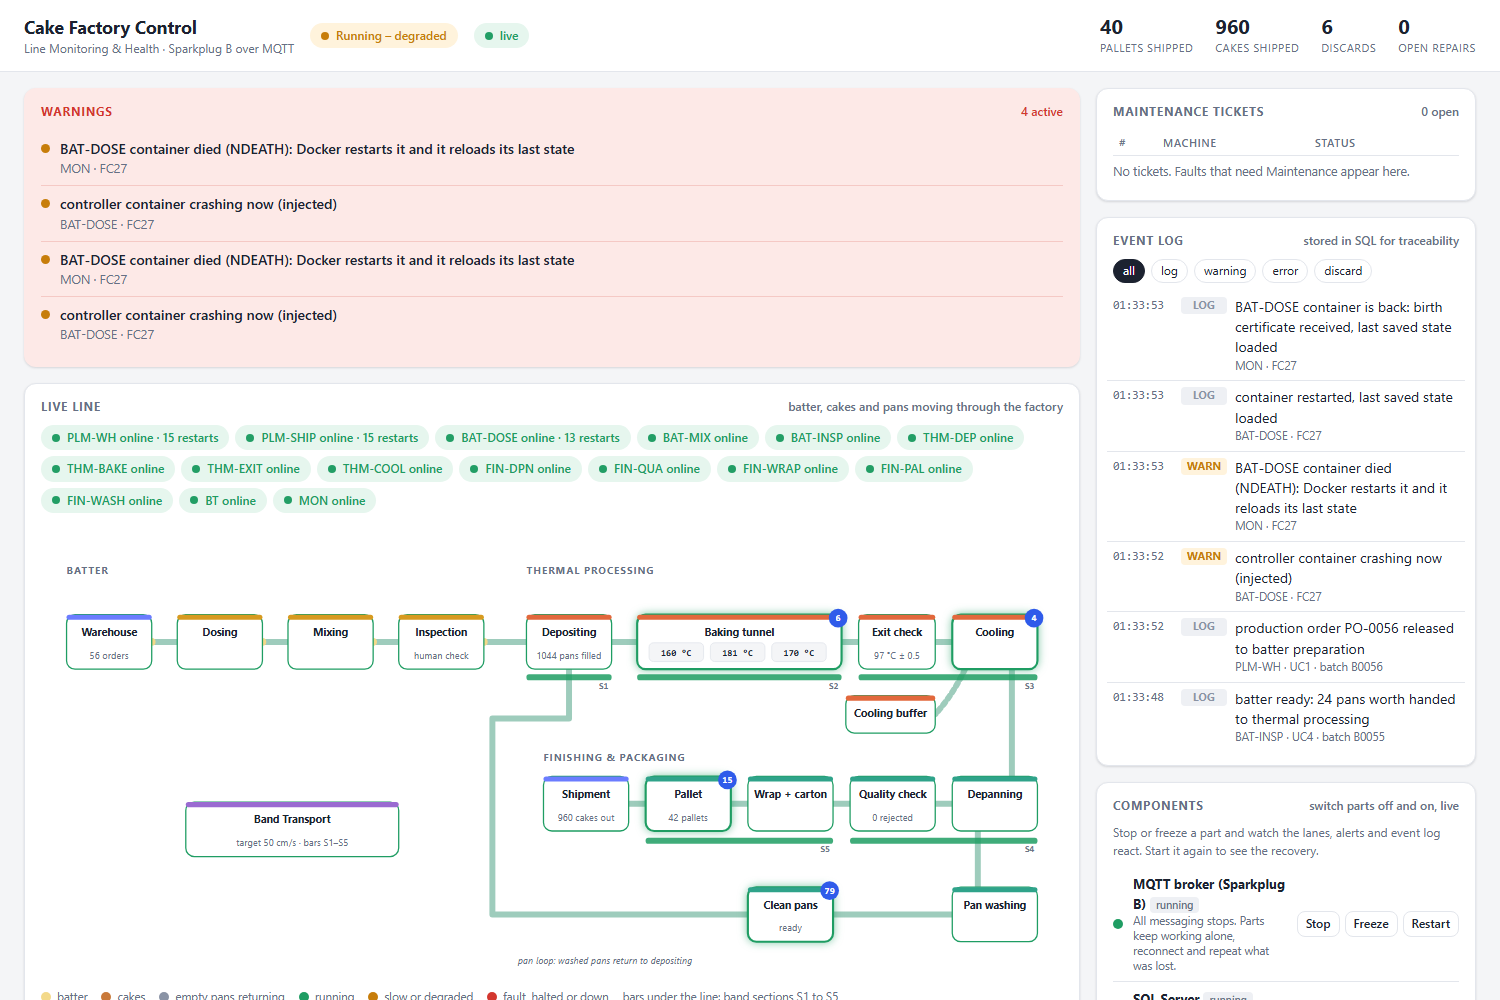 Cake Factory Control
Line Monitoring & Health · Sparkplug B over MQTT
Running – degraded
live
40
PALLETS SHIPPED
960
CAKES SHIPPED
6
DISCARDS
0
OPEN REPAIRS
WARNINGS
4 active
BAT-DOSE container died (NDEATH): Docker restarts it and it reloads its last state
MON · FC27
controller container crashing now (injected)
BAT-DOSE · FC27
BAT-DOSE container died (NDEATH): Docker restarts it and it reloads its last state
MON · FC27
controller container crashing now (injected)
BAT-DOSE · FC27
LIVE LINE
batter, cakes and pans moving through the factory
PLM-WH online · 15 restarts
PLM-SHIP online · 15 restarts
BAT-DOSE online · 13 restarts
BAT-MIX online
BAT-INSP online
THM-DEP online
THM-BAKE online
THM-EXIT online
THM-COOL online
FIN-DPN online
FIN-QUA online
FIN-WRAP online
FIN-PAL online
FIN-WASH online
BT online
MON online
BATTER
THERMAL PROCESSING
Warehouse
56 orders
Dosing
Mixing
Inspection
human check
Depositing
1044 pans filled
S1
Baking tunnel
6
160 °C
181 °C
170 °C
S2
Exit check
97 °C ± 0.5
Cooling
4
S3
Cooling buffer
FINISHING & PACKAGING
Shipment
960 cakes out
Pallet
15
42 pallets
Wrap + carton
S5
Quality check
0 rejected
Depanning
S4
Band Transport
target 50 cm/s · bars S1–S5
Clean pans
79
ready
Pan washing
pan loop: washed pans return to depositing
batter
cakes
empty pans returning
running
slow or degraded
fault, halted or down
bars under the line: band sections S1 to S5
MAINTENANCE TICKETS
0 open
# MACHINE STATUS
No tickets. Faults that need Maintenance appear here.
EVENT LOG
stored in SQL for traceability
all
log
warning
error
discard
01:33:53 LOG BAT-DOSE container is back: birth
certificate received, last saved state
loaded
MON · FC27
01:33:53 LOG container restarted, last saved state
loaded
BAT-DOSE · FC27
01:33:53 WARN BAT-DOSE container died
(NDEATH): Docker restarts it and it
reloads its last state
MON · FC27
01:33:52 WARN controller container crashing now
(injected)
BAT-DOSE · FC27
01:33:52 LOG production order PO-0056 released
to batter preparation
PLM-WH · UC1 · batch B0056
01:33:48 LOG batter ready: 24 pans worth handed
to thermal processing
BAT-INSP · UC4 · batch B0055
COMPONENTS
switch parts off and on, live
Stop or freeze a part and watch the lanes, alerts and event log
react. Start it again to see the recovery.
MQTT broker (Sparkplug
B) running
All messaging stops. Parts
keep working alone,
reconnect and repeat what
was lost.
Stop
Freeze
Restart
SQL Server running